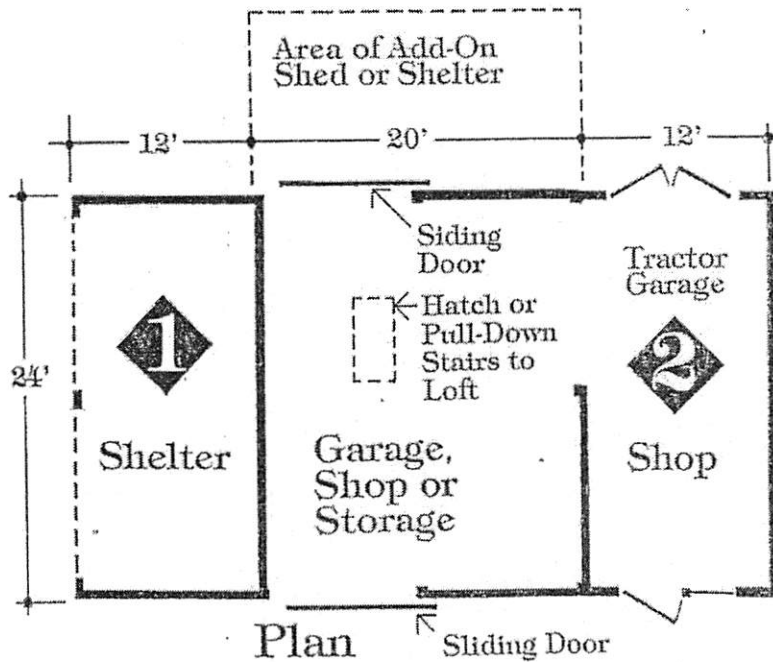 Area of Add-On
Shed or Shelter
12'
20'
12'
Siding
Door
Tractor
Garage
Hatch or
Pull-Down
Stairs to
Loft
1
2
24'
Shelter
Garage,
Shop or
Storage
Shop
Plan
Sliding Door